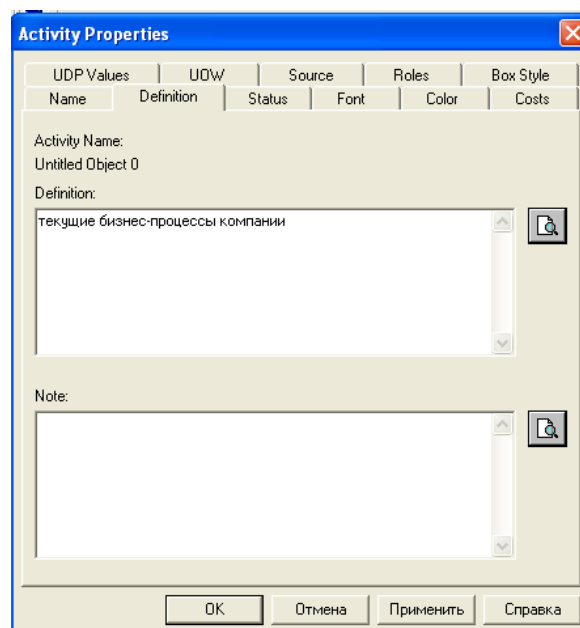 Activity Properties
UDP Values UOW Source Roles Box Style
Name Definition Status Font Color Costs
Activity Name:
Untitled Object 0
Definition:
текущие бизнес-процессы компании
Note:
OK Отмена Применить Справка